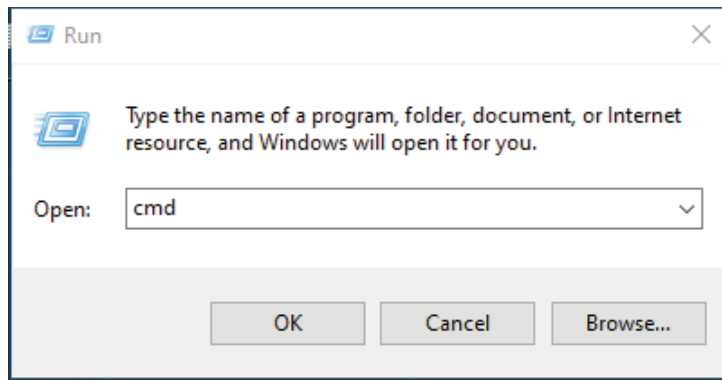 Run
Type the name of a program, folder, document, or Internet
resource, and Windows will open it for you.
Open: cmd
OK Cancel Browse...